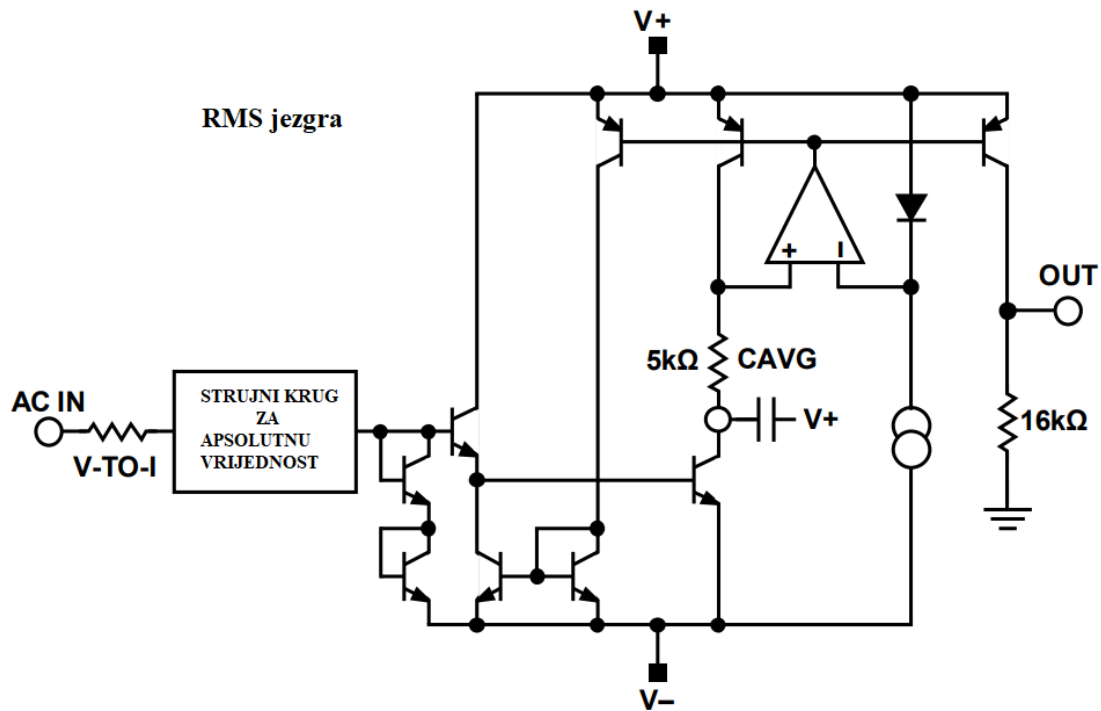 V+
RMS jezgra
+
I
OUT
5kΩ
CAVG
V+
AC IN
V-TO-I
STRUJNI KRUG
ZA
APSOLUTNU
VRIJEDNOST
16kΩ
V–